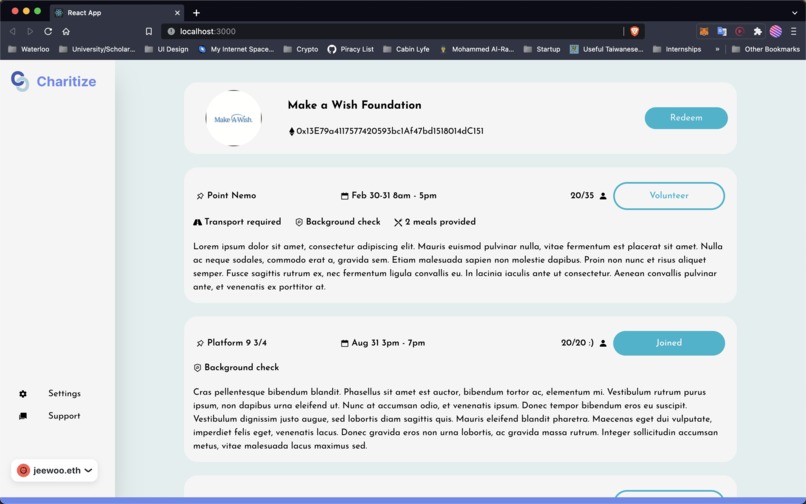 React App
localhost:3000
Waterloo
University/Scholar...
UI Design
My Internet Space...
Crypto
Piracy List
Cabin Lyfe
Mohammed Al-Ra...
Startup
Useful Taiwanese...
Internships
Other Bookmarks
Charitize
Make a Wish Foundation
Make A Wish
0x13E79a4117577420593bc1Af47bd1518014dC151
Redeem
Point Nemo
Feb 30-31 8am - 5pm
20/35
Volunteer
Transport required
Background check
2 meals provided
Lorem ipsum dolor sit amet, consectetur adipiscing elit. Mauris euismod pulvinar nulla, vitae fermentum est placerat sit amet. Nulla
ac neque sodales, commodo erat a, gravida sem. Etiam malesuada sapien non molestie dapibus. Proin non nunc et risus aliquet
semper. Fusce sagittis rutrum ex, nec fermentum ligula convallis eu. In lacinia iaculis ante ut consectetur. Aenean convallis pulvinar
ante, et venenatis ex porttitor at.
Platform 9 3/4
Aug 31 3pm - 7pm
20/20 :)
Joined
Background check
Cras pellentesque bibendum blandit. Phasellus sit amet est auctor, bibendum tortor ac, elementum mi. Vestibulum rutrum purus
ipsum, non dapibus urna eleifend ut. Nunc at accumsan odio, et venenatis ipsum. Donec tempor bibendum eros eu suscipit.
Vestibulum dignissim justo augue, sed lobortis diam sagittis quis. Mauris eleifend blandit pharetra. Maecenas eget dui vulputate,
imperdiet felis eget, venenatis lacus. Donec gravida eros non urna lobortis, ac gravida massa rutrum. Integer sollicitudin accumsan
metus, vitae malesuada lacus maximus sed.
Settings
Support
jeewoo.eth